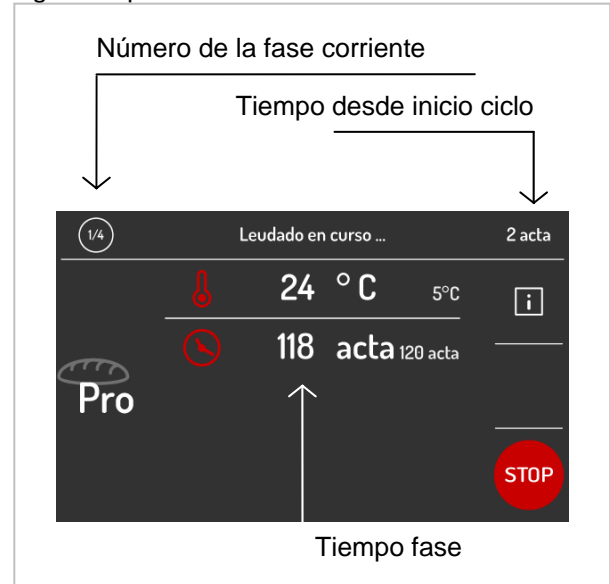 Número de la fase corriente
Tiempo desde inicio ciclo
1/4 Leudado en curso ... 2 acta
24 °C 5°C
i
118 acta 120 acta
Pro
STOP
Tiempo fase